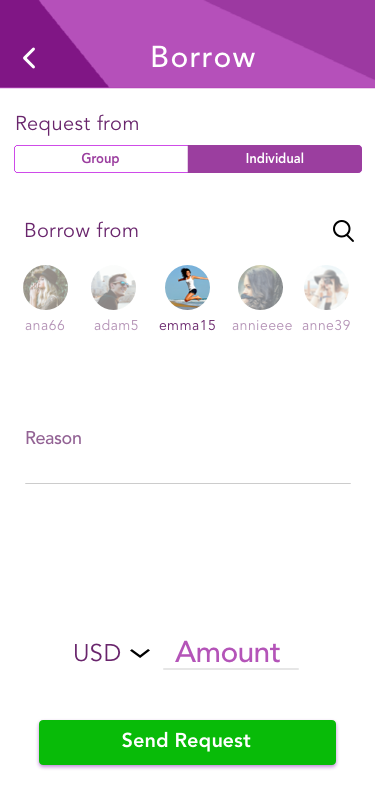 Borrow
Request from
Group Individual
Borrow from
ana66 adam5 emma15 annieeee anne39
Reason
USD Amount
Send Request